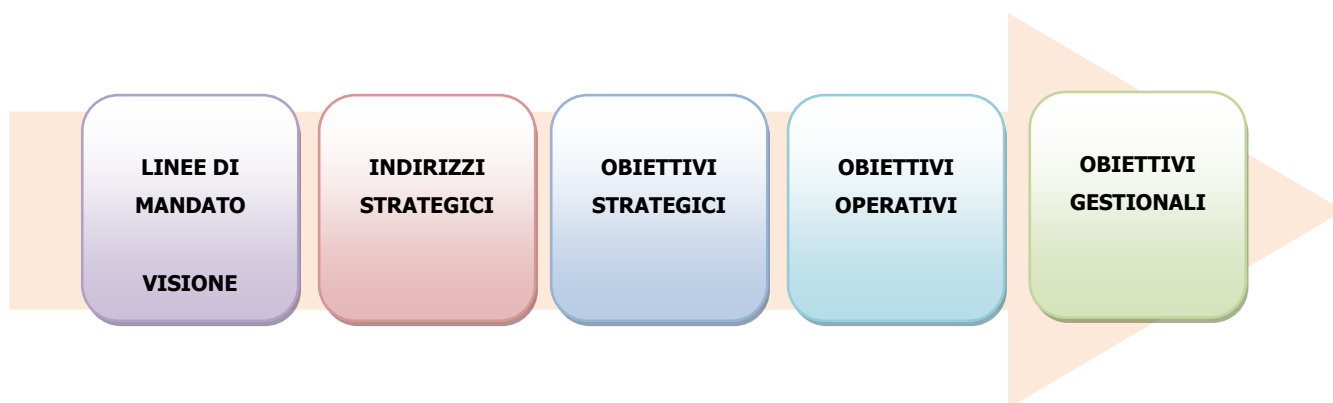 LINEE DI
MANDATO
VISIONE
INDIRIZZI
STRATEGICI
OBIETTIVI
STRATEGICI
OBIETTIVI
OPERATIVI
OBIETTIVI
GESTIONALI